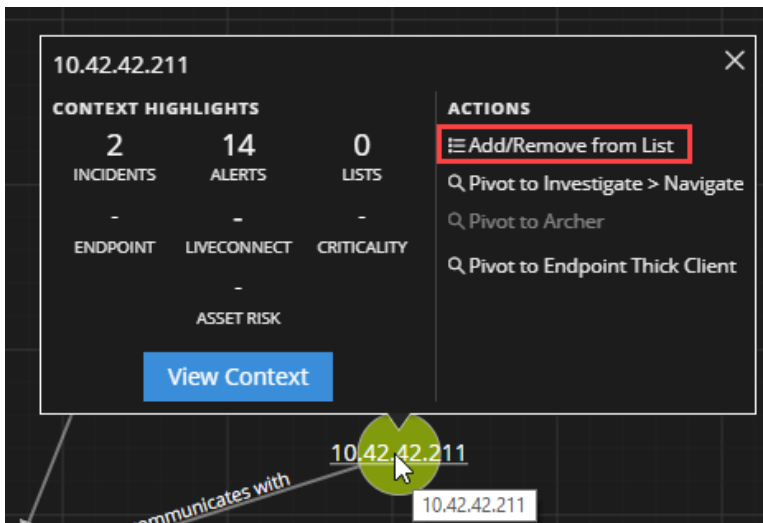 10.42.42.211
CONTEXT HIGHLIGHTS
2
INCIDENTS
14
ALERTS
0
LISTS
-
ENDPOINT
-
LIVECONNECT
-
CRITICALITY
-
ASSET RISK
View Context
ACTIONS
Add/Remove from List
Pivot to Investigate > Navigate
Pivot to Archer
Pivot to Endpoint Thick Client
10.42.42.211
with
10.42.42.211